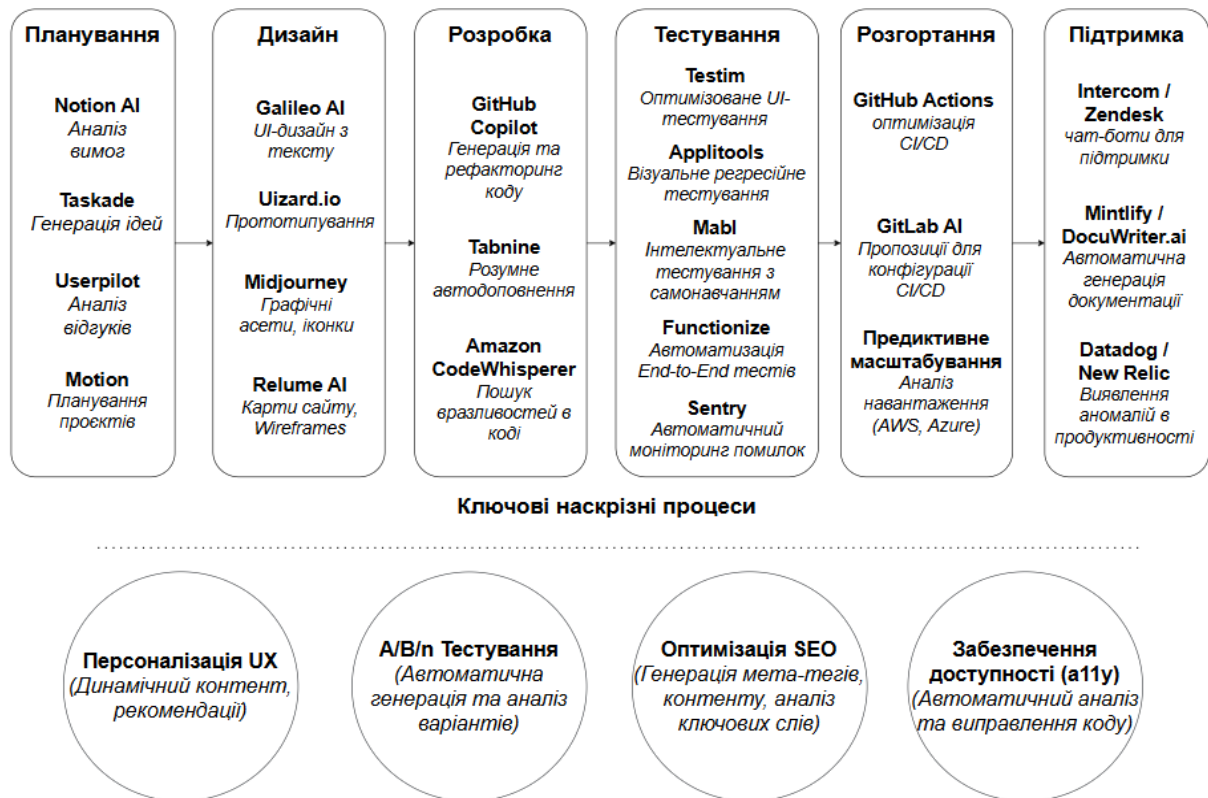 Планування
Notion AI
Аналіз
вимог
Taskade
Генерація ідей
Userpilot
Аналіз
відгуків
Motion
Планування
проєктів
Дизайн
Galileo AI
UI-дизайн з
тексту
Uizard.io
Прототипування
Midjourney
Графічні
асети, іконки
Relume AI
Карти сайту,
Wireframes
Розробка
GitHub
Copilot
Генерація та
рефакторинг
коду
Tabnine
Розумне
автодоповнення
Amazon
CodeWhisperer
Пошук
вразливостей в
коді
Тестування
Testim
Оптимізоване UI-
тестування
Applitools
Візуальне регресійне
тестування
Mabl
Інтелектуальне
тестування з
самонавчанням
Functionize
Автоматизація
End-to-End тестів
Sentry
Автоматичний
моніторинг помилок
Розгортання
GitHub Actions
оптимізація
CI/CD
GitLab AI
Пропозиції для
конфігурації
CI/CD
Предиктивне
масштабування
Аналіз
навантаження
(AWS, Azure)
Підтримка
Intercom /
Zendesk
чат-боти для
підтримки
Mintlify /
DocuWriter.ai
Автоматична
генерація
документації
Datadog /
New Relic
Виявлення
аномалій в
продуктивності
Ключові наскрізні процеси
Персоналізація UX
(Динамічний контент,
рекомендації)
A/B/n Тестування
(Автоматична
генерація та аналіз
варіантів)
Оптимізація SEO
(Генерація мета-тегів,
контенту, аналіз
ключових слів)
Забезпечення
доступності (a11y)
(Автоматичний аналіз
та виправлення коду)